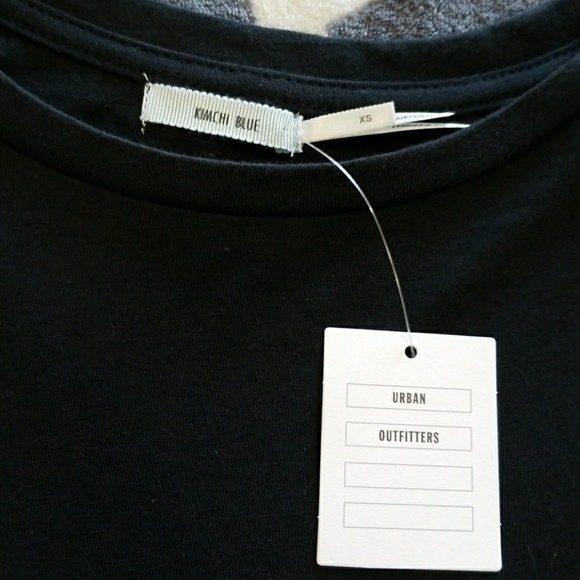 KIMCHI BLUE
XS
URBAN
OUTFITTERS